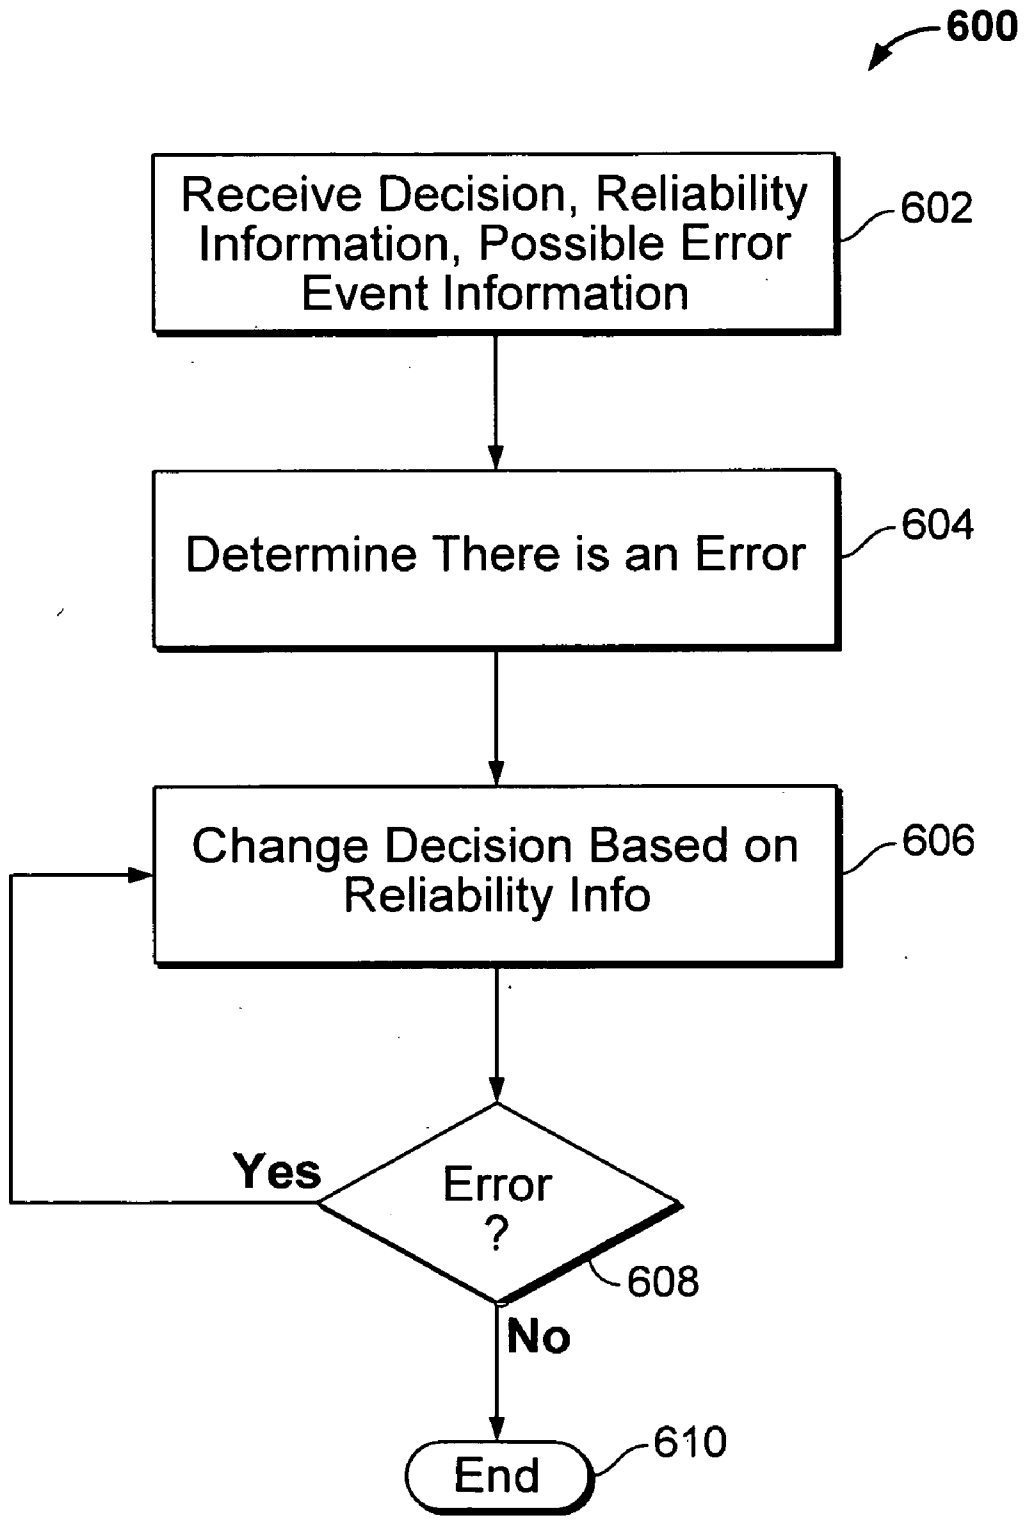 600
Receive Decision, Reliability
Information, Possible Error
Event Information
602
Determine There is an Error
604
Change Decision Based on
Reliability Info
606
Yes
Error
?
608
No
End
610